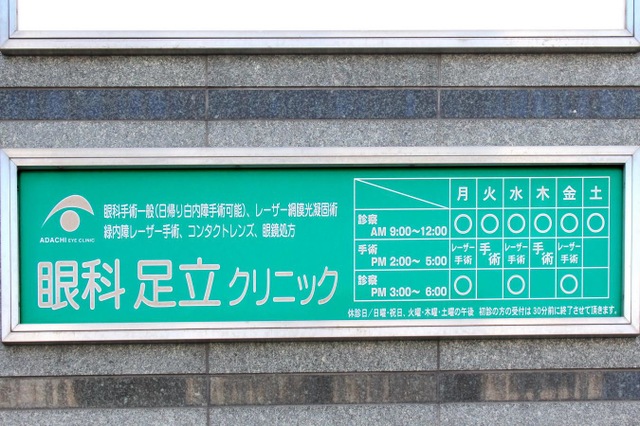 眼科手術一般(日帰り白内障手術可能)、レーザー網膜光凝固術
緑内障レーザー手術、コンタクトレンズ、眼鏡処方
ADACHI EYE CLINIC
眼科 足立クリニック
月 火 水 木 金 土
診察
AM 9:00~12:00 ○ ○ ○ ○ ○ ○
手術
PM 2:00~ 5:00 レーザー手術 手術 レーザー手術 手術 レーザー手術
診察
PM 3:00~ 6:00 ○ ○ ○
休診日/日曜・祝日、火曜・木曜・土曜の午後 初診の方の受付は30分前に終了させて頂きます。